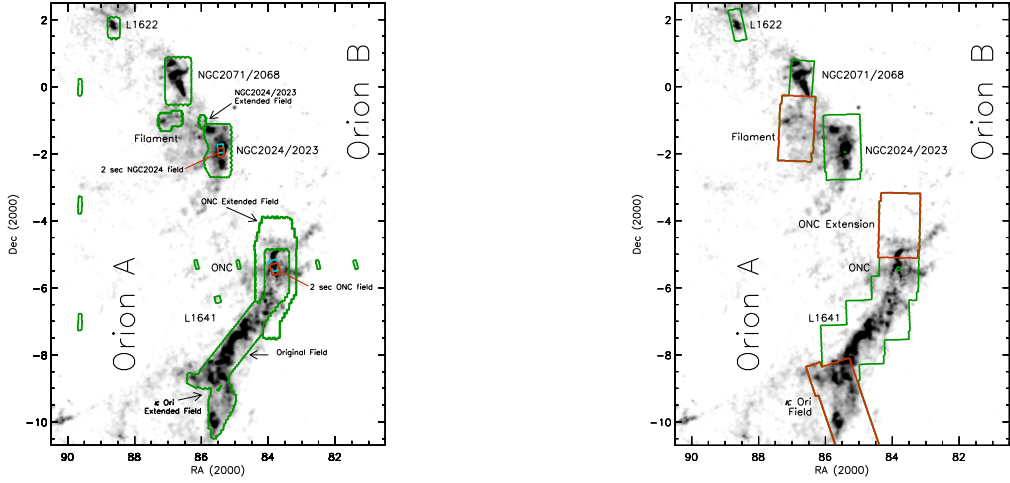 L1622
NGC2071/2068
NGC2024/2023
Extended Field
Filament
NGC2024/2023
2 sec NGC2024 field
Orion B
ONC Extended Field
ONC
2 sec ONC field
L1641
Original Field
κ Ori
Extended Field
Orion A
2
0
-2
-4
-6
-8
-10
Dec (2000)
90
88
86
84
82
RA (2000)
L1622
NGC2071/2068
Filament
NGC2024/2023
Orion B
ONC Extension
ONC
L1641
κ Ori
Field
Orion A
2
0
-2
-4
-6
-8
-10
Dec (2000)
90
88
86
84
82
RA (2000)